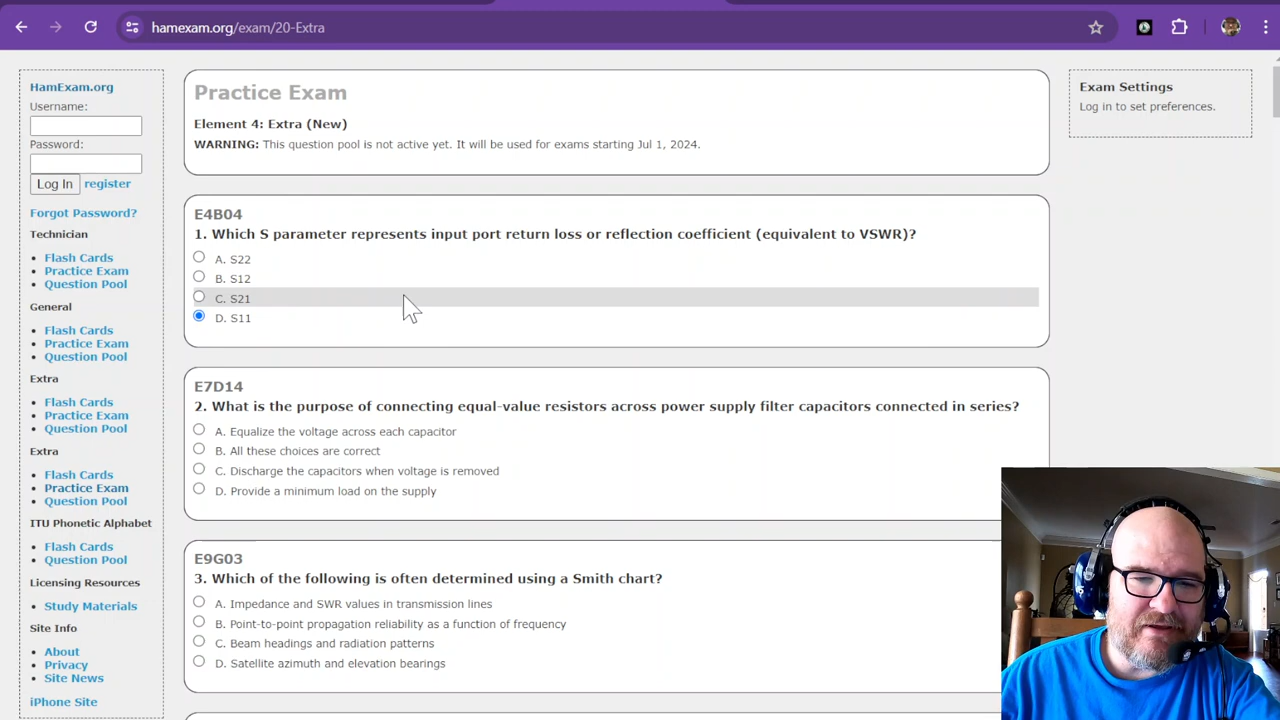 hamexam.org/exam/20-Extra
HamExam.org
Username:
Password:
Log In register
Forgot Password?
Technician
Flash Cards
Practice Exam
Question Pool
General
Flash Cards
Practice Exam
Question Pool
Extra
Flash Cards
Practice Exam
Question Pool
Extra
Flash Cards
Practice Exam
Question Pool
ITU Phonetic Alphabet
Flash Cards
Question Pool
Licensing Resources
Study Materials
Site Info
About
Privacy
Site News
iPhone Site
Practice Exam
Element 4: Extra (New)
WARNING: This question pool is not active yet. It will be used for exams starting Jul 1, 2024.
E4B04
1. Which S parameter represents input port return loss or reflection coefficient (equivalent to VSWR)?
A. S22
B. S12
C. S21
D. S11
E7D14
2. What is the purpose of connecting equal-value resistors across power supply filter capacitors connected in series?
A. Equalize the voltage across each capacitor
B. All these choices are correct
C. Discharge the capacitors when voltage is removed
D. Provide a minimum load on the supply
E9G03
3. Which of the following is often determined using a Smith chart?
A. Impedance and SWR values in transmission lines
B. Point-to-point propagation reliability as a function of frequency
C. Beam headings and radiation patterns
D. Satellite azimuth and elevation bearings
Exam Settings
Log in to set preferences.